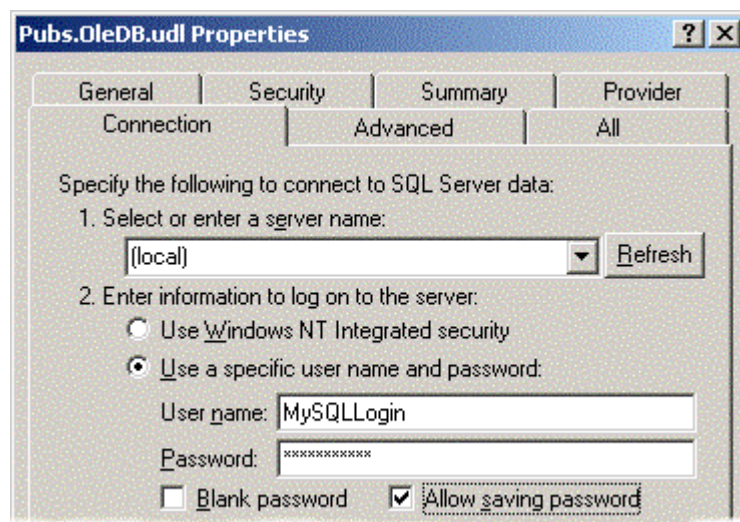 Pubs.OleDB.udl Properties ? X
General Security Summary Provider
Connection Advanced All
Specify the following to connect to SQL Server data:
1. Select or enter a server name:
(local) Refresh
2. Enter information to log on to the server:
Use Windows NT Integrated security
Use a specific user name and password:
User name: MySQLLogin
Password: ***********
Blank password Allow saving password